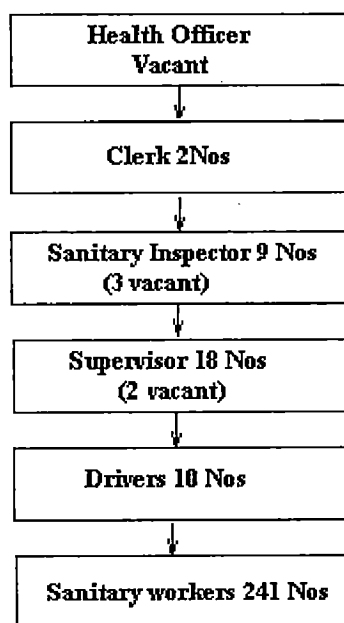 Health Officer
Vacant
Clerk 2Nos
Sanitary Inspector 9 Nos
(3 vacant)
Supervisor 18 Nos
(2 vacant)
Drivers 10 Nos
Sanitary workers 241 Nos